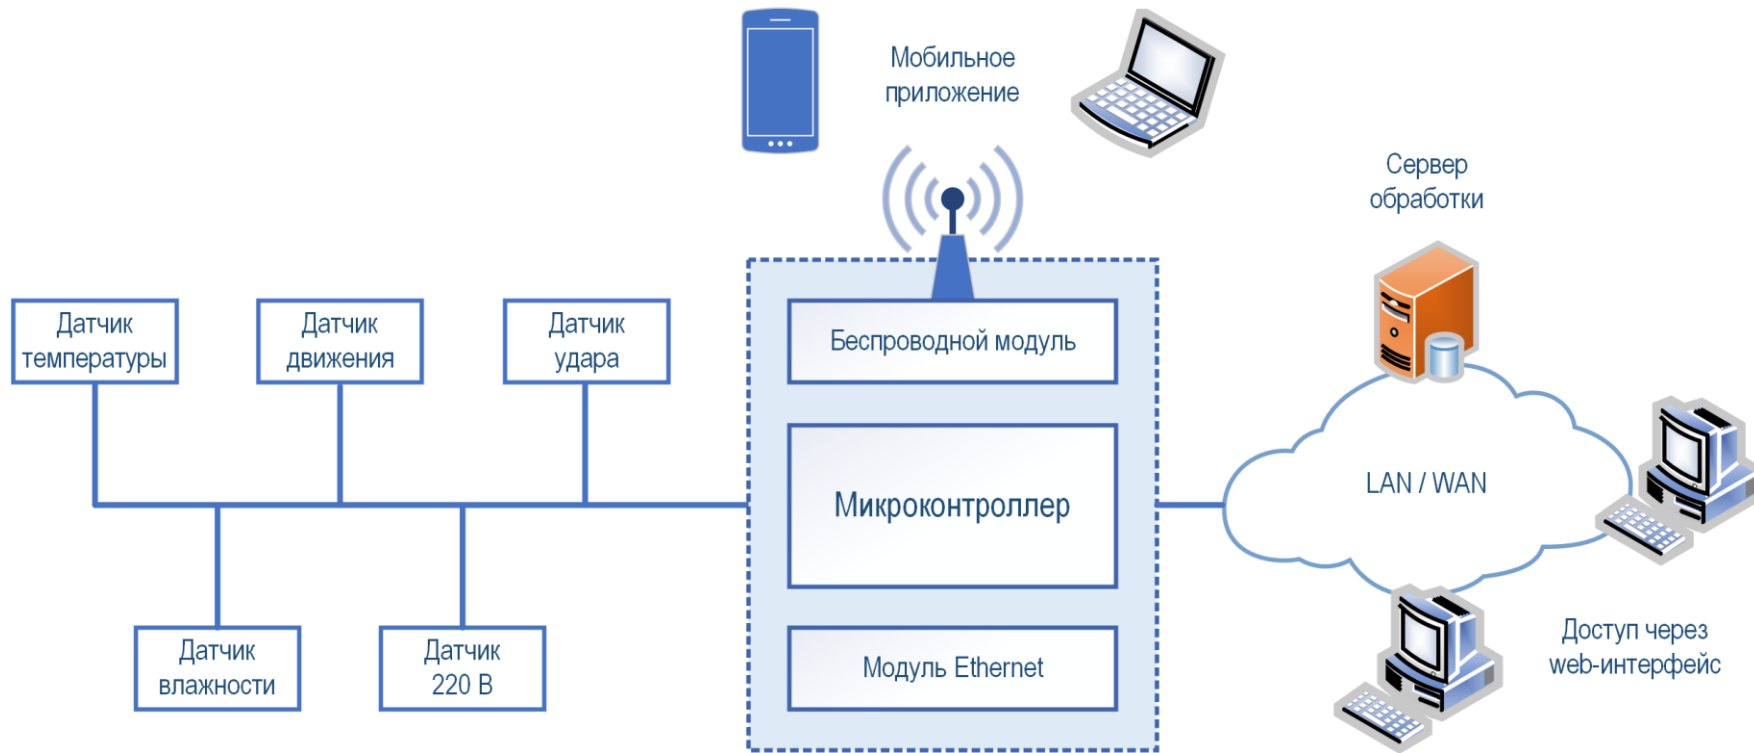 Мобильное
приложение
Сервер
обработки
Датчик
температуры
Датчик
движения
Датчик
удара
Беспроводной модуль
Микроконтроллер
LAN / WAN
Датчик
влажности
Датчик
220 В
Модуль Ethernet
Доступ через
web-интерфейс